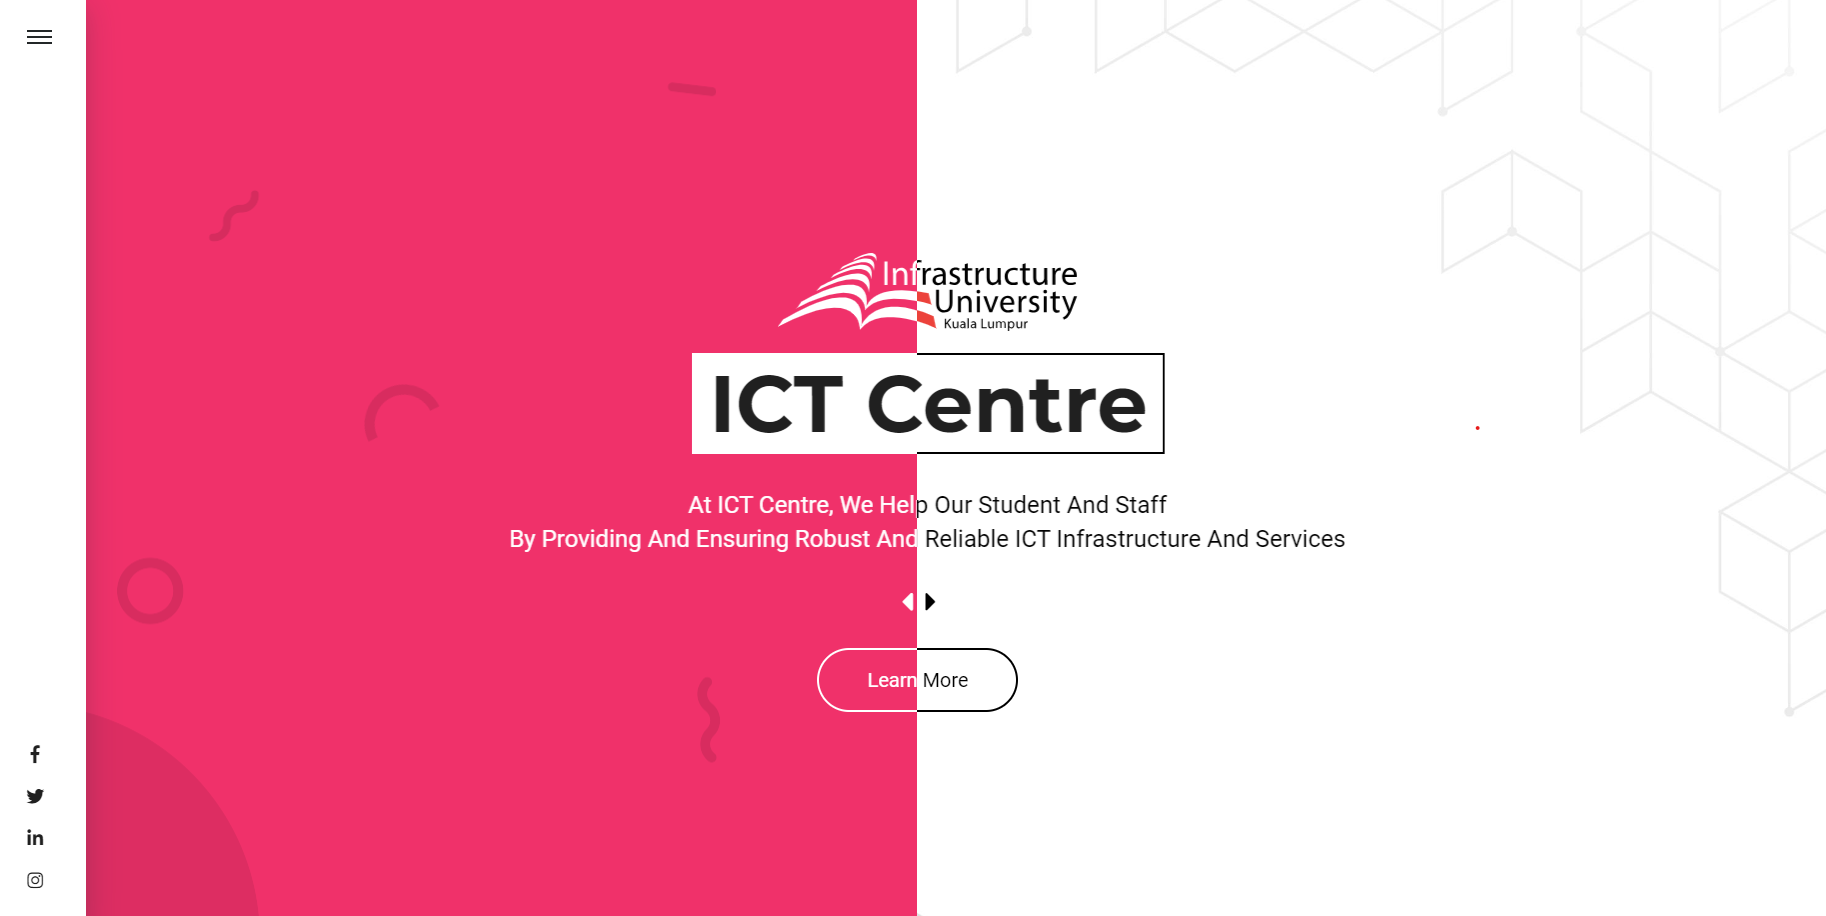 Infrastructure
University
Kuala Lumpur
ICT Centre
At ICT Centre, We Help Our Student And Staff
By Providing And Ensuring Robust And Reliable ICT Infrastructure And Services
Learn More